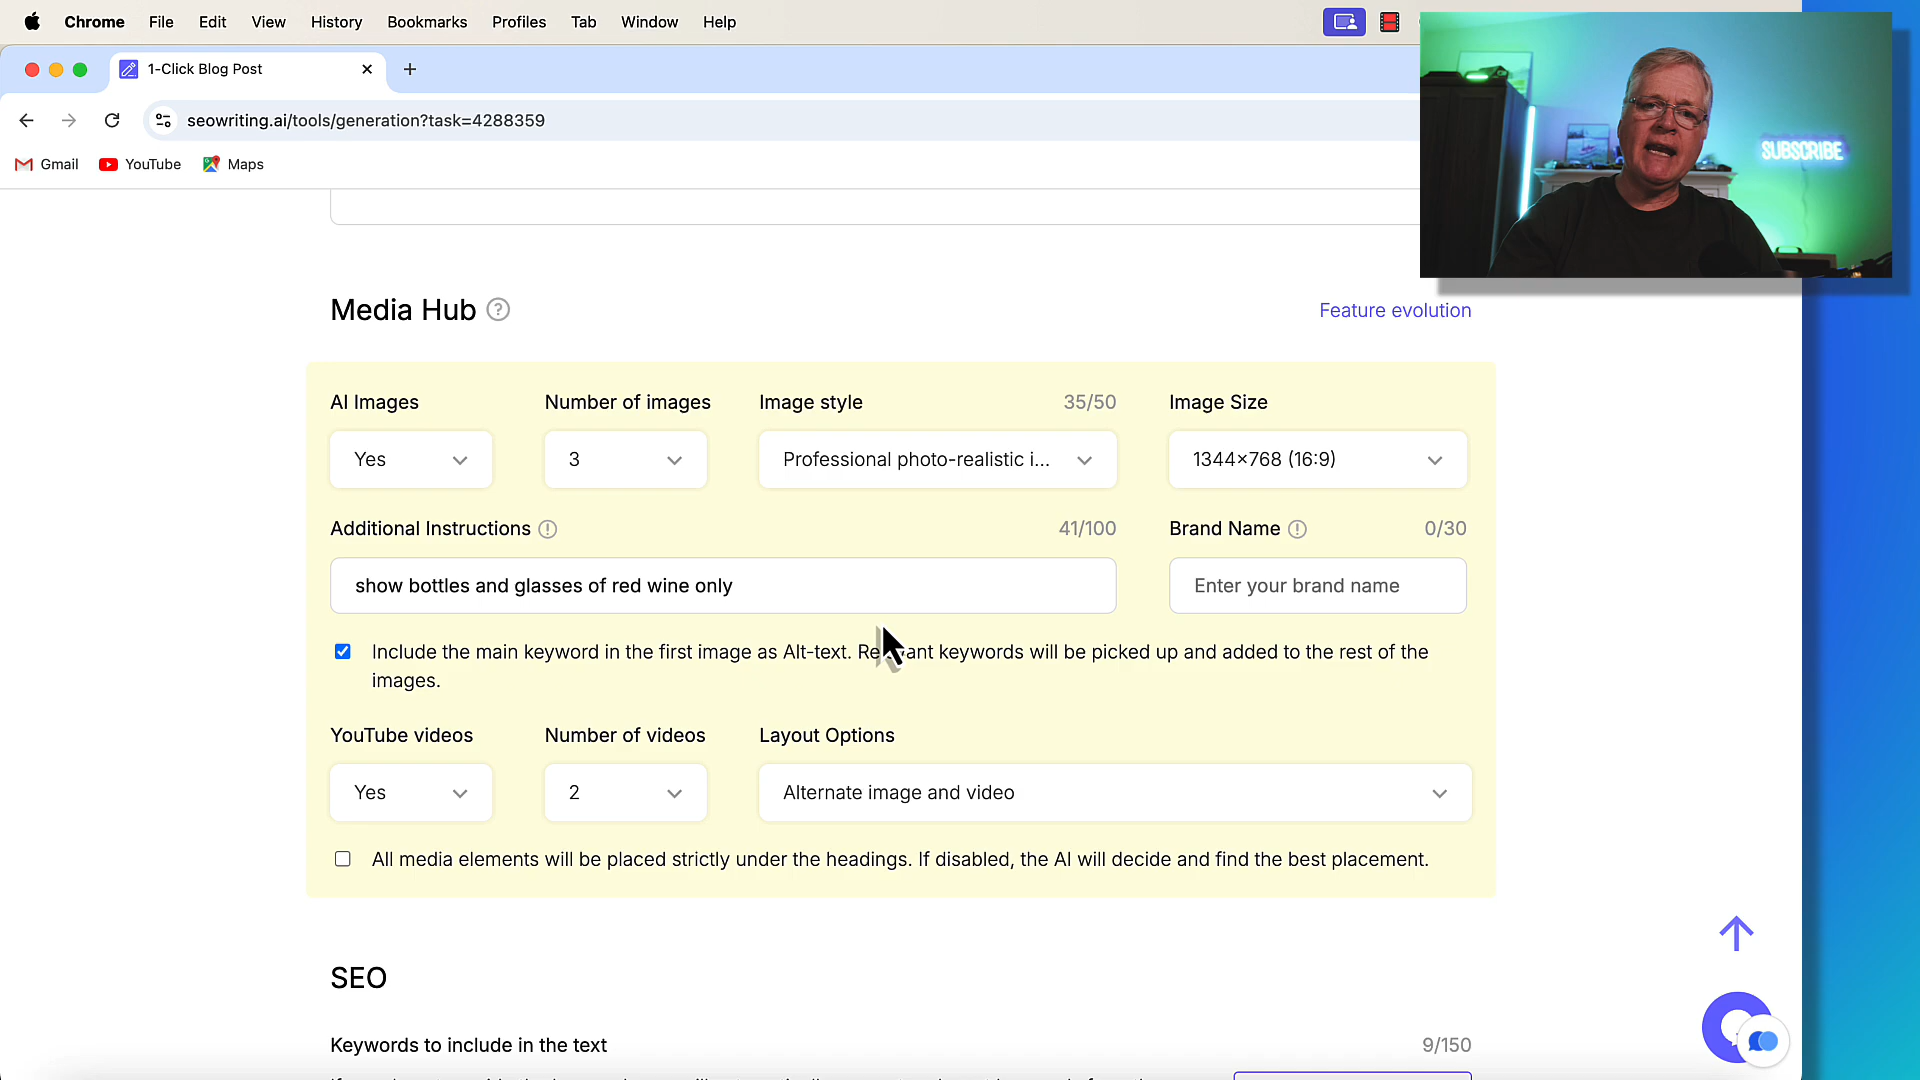 Chrome File Edit View History Bookmarks Profiles Tab Window Help
1-Click Blog Post
seowriting.ai/tools/generation?task=4288359
Gmail YouTube Maps
SUBSCRIBE
Media Hub ? Feature evolution
AI Images Number of images Image style 35/50 Image Size
Yes 3 Professional photo-realistic i... 1344×768 (16:9)
Additional Instructions 41/100 Brand Name 0/30
show bottles and glasses of red wine only Enter your brand name
Include the main keyword in the first image as Alt-text. keywords will be picked up and added to the rest of the
images.
YouTube videos Number of videos Layout Options
Yes 2 Alternate image and video
All media elements will be placed strictly under the headings. If disabled, the AI will decide and find the best placement.
SEO
Keywords to include in the text 9/150